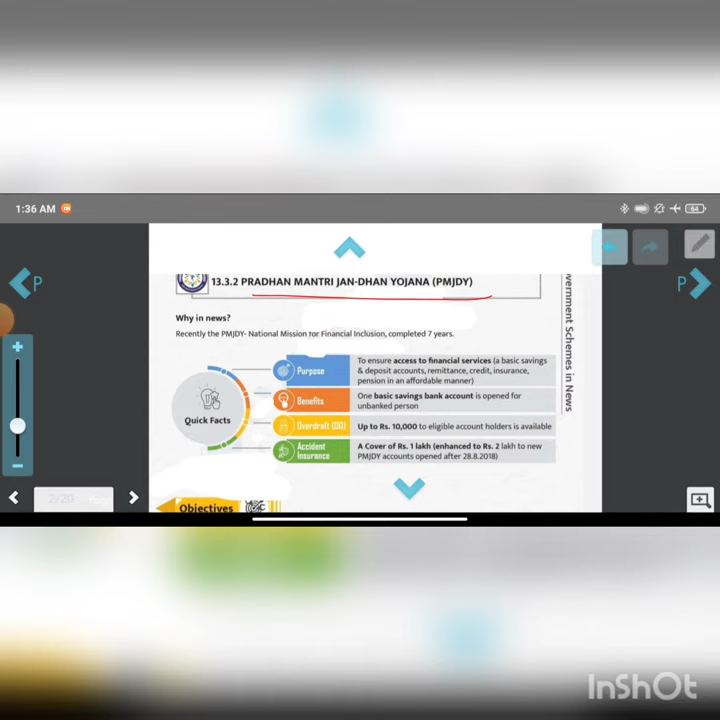 1:36 AM
64
P
P
13.3.2 PRADHAN MANTRI JAN-DHAN YOJANA (PMJDY)
Why in news?
Recently the PMJDY- National Mission for Financial Inclusion, completed 7 years.
Quick Facts
Purpose
To ensure access to financial services (a basic savings
& deposit accounts, remittance, credit, insurance,
pension in an affordable manner)
Benefits
One basic savings bank account is opened for
unbanked person
Overdraft (OD)
Up to Rs. 10,000 to eligible account holders is available
Accident
Insurance
A Cover of Rs. 1 lakh (enhanced to Rs. 2 lakh to new
PMJDY accounts opened after 28.8.2018)
Objectives
vernment Schemes in News
2/20
InShOt